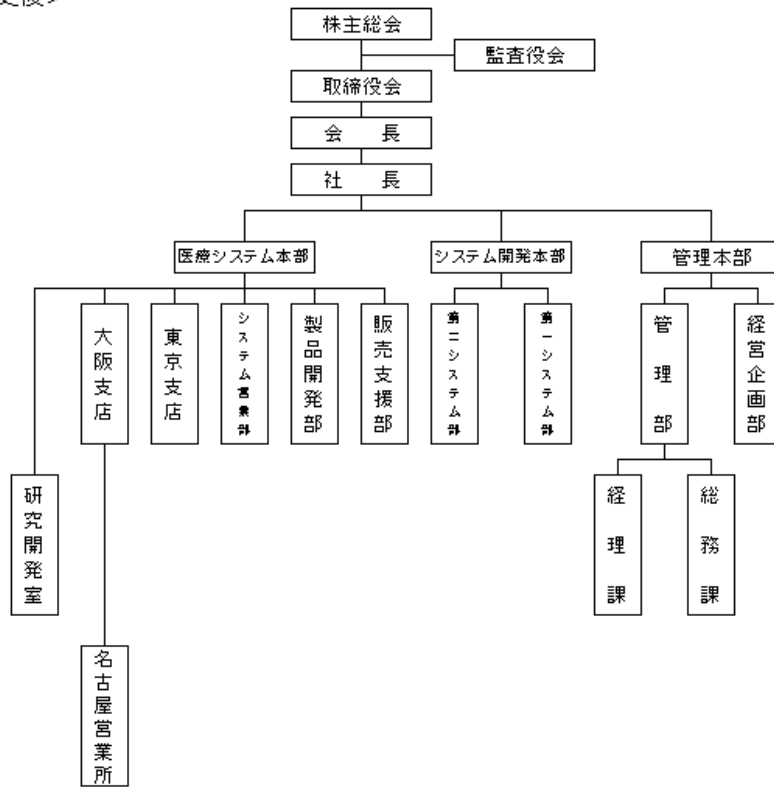 株主総会
監査役会
取締役会
会　長
社　長
医療システム本部
システム開発本部
管理本部
大阪支店
東京支店
システム営業部
製品開発部
販売支援部
第二システム部
第一システム部
管理部
経営企画部
研究開発室
経理課
総務課
名古屋営業所